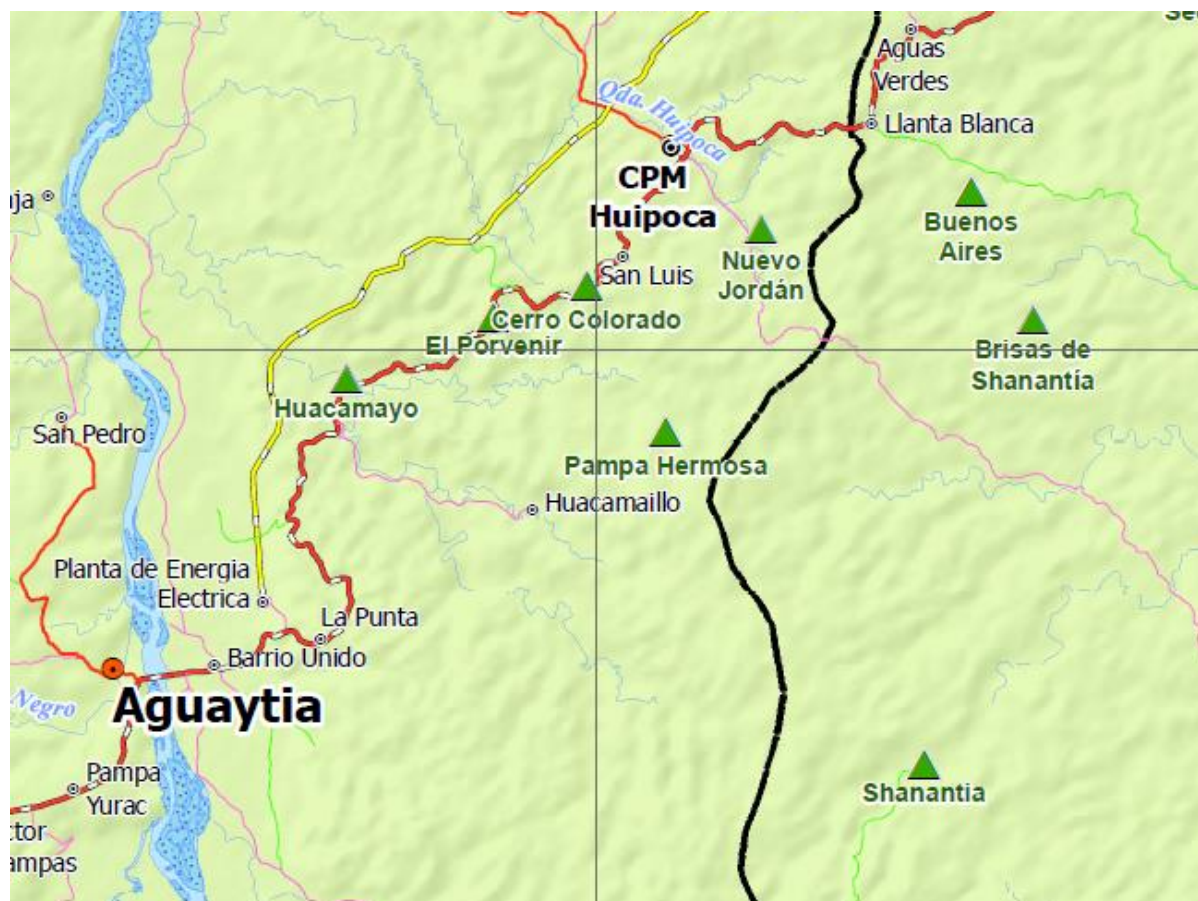 Aguas
Verdes
Qda. Huipoca
Llanta Blanca
CPM
Huipoca
Buenos
Aires
Nuevo
Jordán
San Luis
Cerro Colorado
El Porvenir
Brisas de
Shanantía
Huacamayo
San Pedro
Pampa Hermosa
Huacamaillo
Planta de Energia
Electrica
La Punta
Barrio Unido
Negro
Aguaytia
Pampa
Yurac
Shanantia